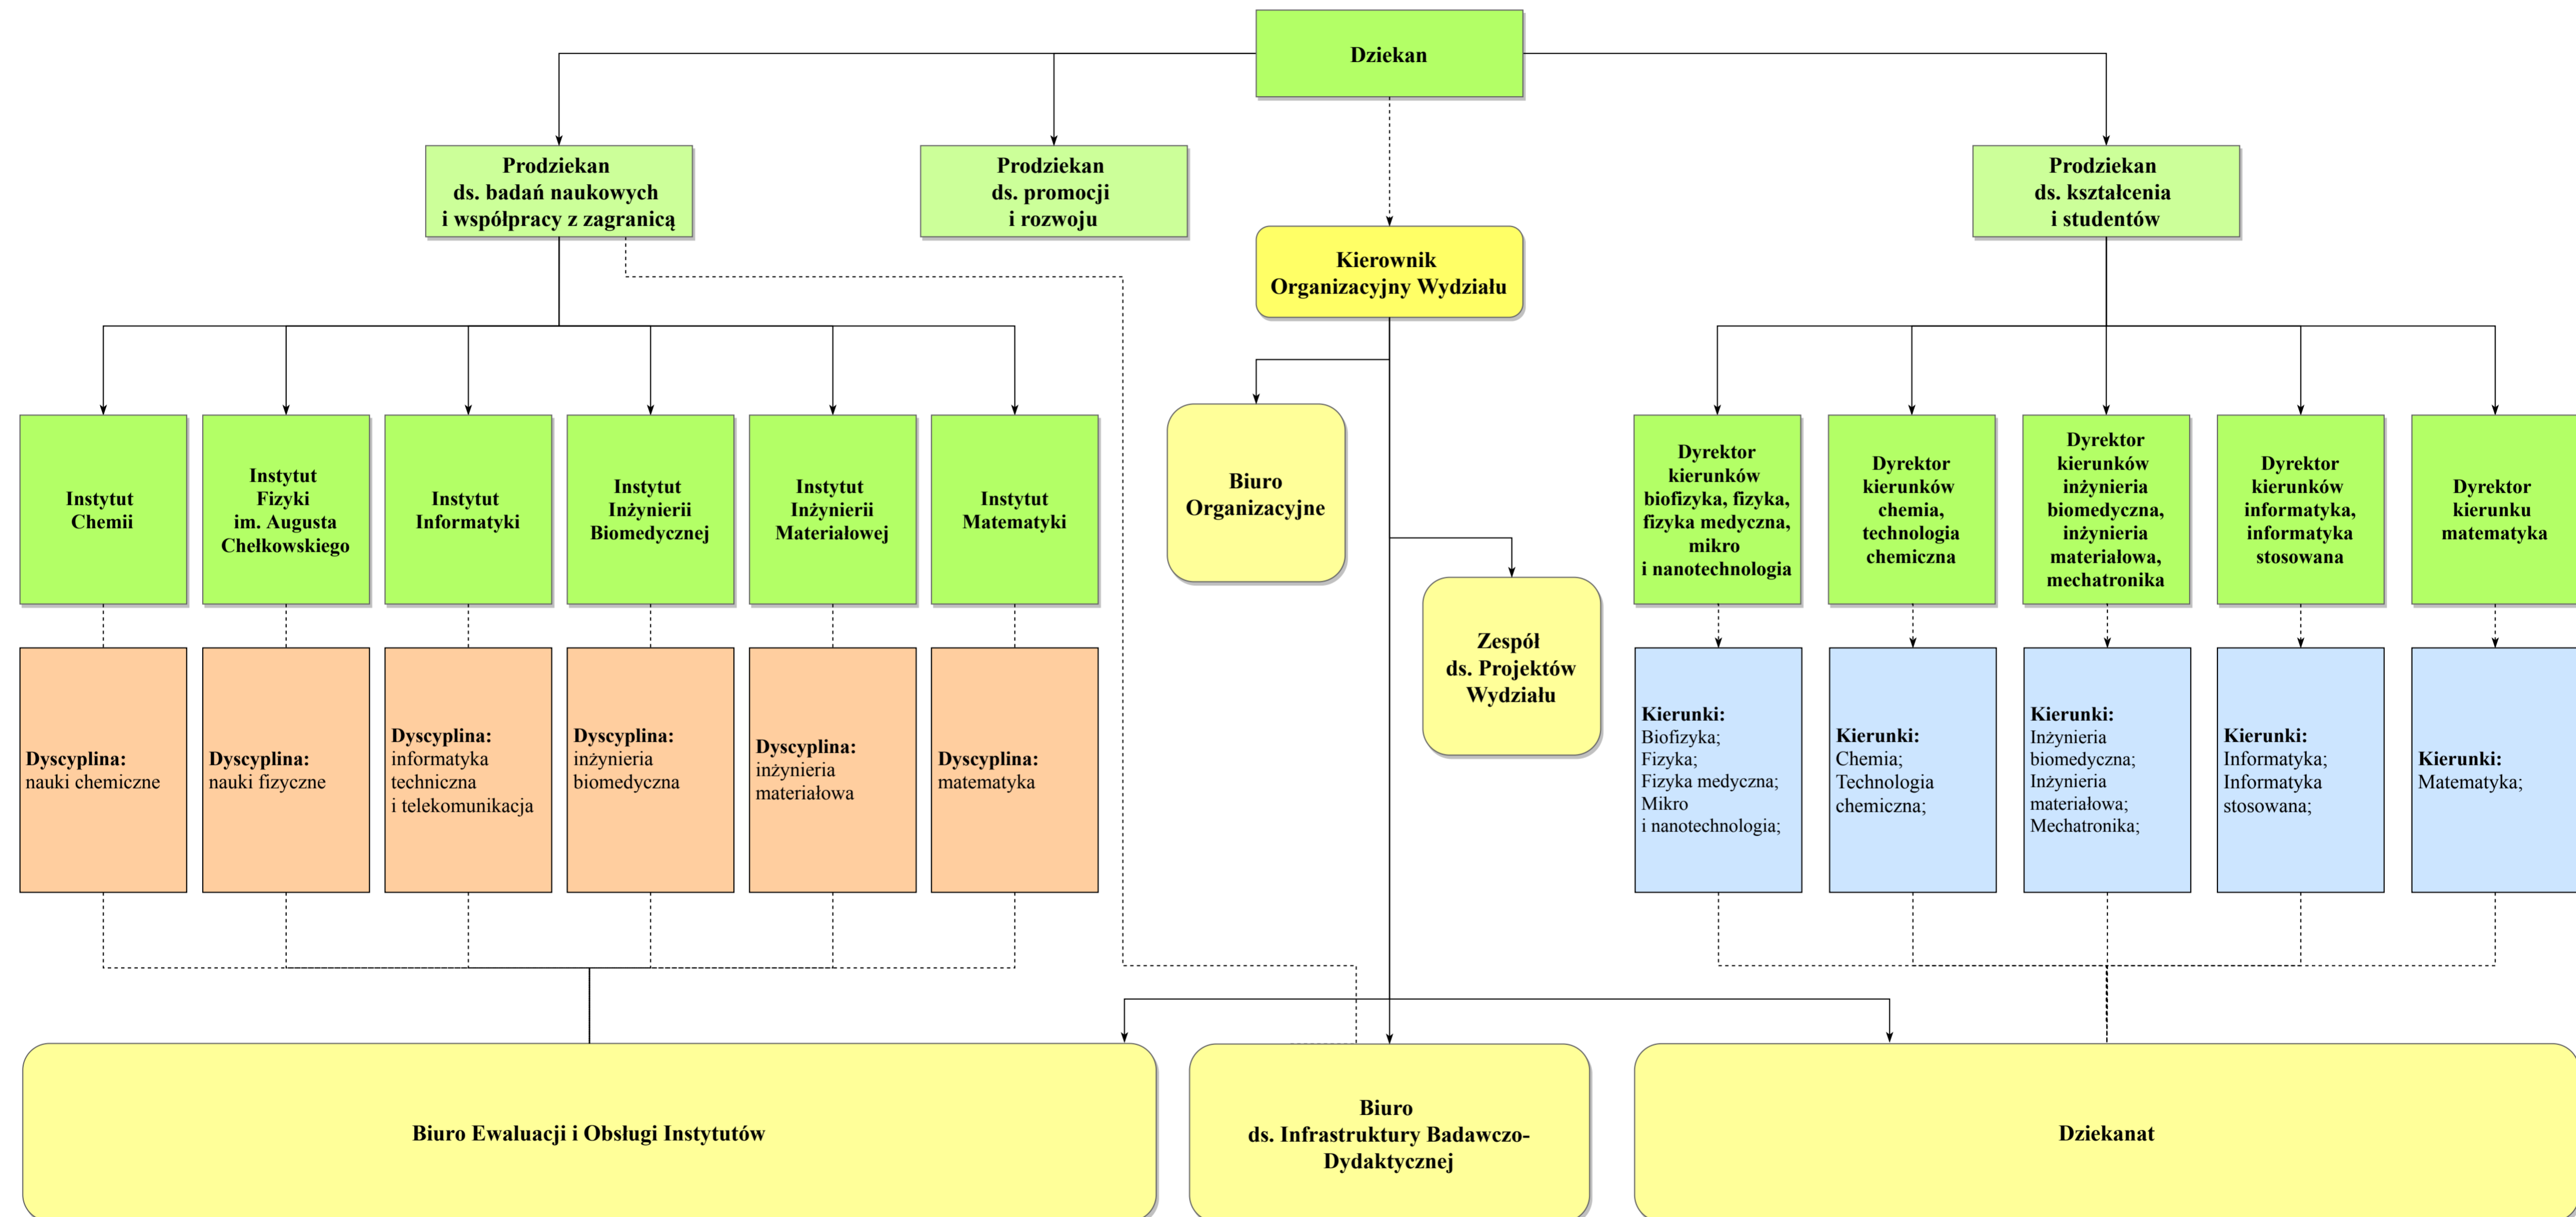 Dziekan
Prodziekan
ds. badań naukowych
i współpracy z zagranicą
Prodziekan
ds. promocji
i rozwoju
Prodziekan
ds. kształcenia
i studentów
Kierownik
Organizacyjny Wydziału
Instytut
Chemii
Instytut
Fizyki
im. Augusta
Chełkowskiego
Instytut
Informatyki
Instytut
Inżynierii
Biomedycznej
Instytut
Inżynierii
Materiałowej
Instytut
Matematyki
Biuro
Organizacyjne
Zespół
ds. Projektów
Wydziału
Dyrektor
kierunków
biofizyka, fizyka,
fizyka medyczna,
mikro
i nanotechnologia
Dyrektor
kierunków
chemia,
technologia
chemiczna
Dyrektor
kierunków
inżynieria
biomedyczna,
inżynieria
materiałowa,
mechatronika
Dyrektor
kierunków
informatyka,
informatyka
stosowana
Dyrektor
kierunku
matematyka
Dyscyplina:
nauki chemiczne
Dyscyplina:
nauki fizyczne
Dyscyplina:
informatyka
techniczna
i telekomunikacja
Dyscyplina:
inżynieria
biomedyczna
Dyscyplina:
inżynieria
materiałowa
Dyscyplina:
matematyka
Kierunki:
Biofizyka;
Fizyka;
Fizyka medyczna;
Mikro
i nanotechnologia;
Kierunki:
Chemia;
Technologia
chemiczna;
Kierunki:
Inżynieria
biomedyczna;
Inżynieria
materiałowa;
Mechatronika;
Kierunki:
Informatyka;
Informatyka
stosowana;
Kierunki:
Matematyka;
Biuro Ewaluacji i Obsługi Instytutów
Biuro
ds. Infrastruktury Badawczo-
Dydaktycznej
Dziekanat